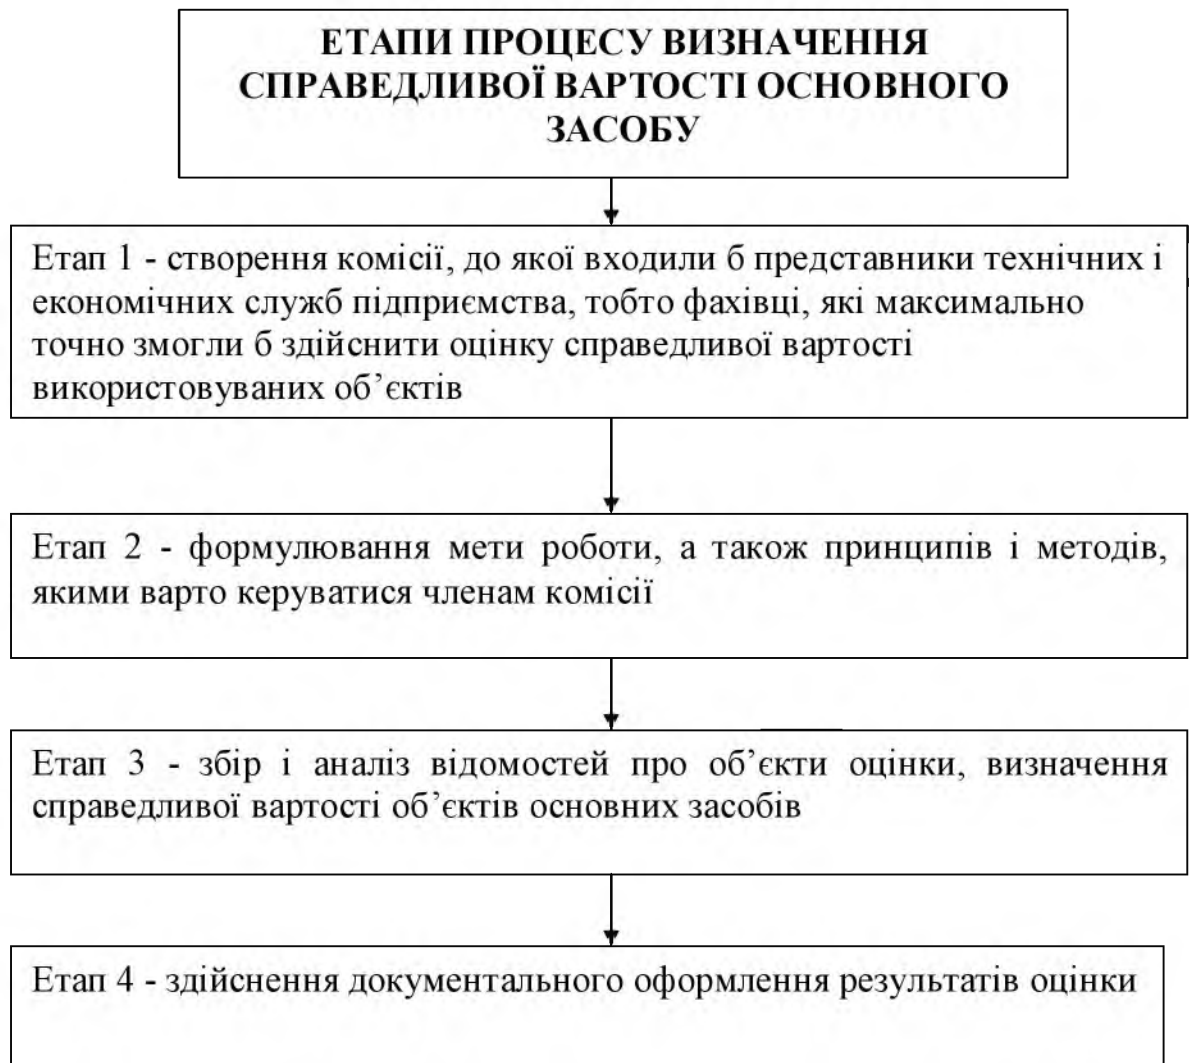 ЕТАПИ ПРОЦЕСУ ВИЗНАЧЕННЯ
СПРАВЕДЛИВОЇ ВАРТОСТІ ОСНОВНОГО
ЗАСОБУ
Етап 1 - створення комісії, до якої входили б представники технічних і
економічних служб підприємства, тобто фахівці, які максимально
точно змогли б здійснити оцінку справедливої вартості
використовуваних об’єктів
Етап 2 - формулювання мети роботи, а також принципів і методів,
якими варто керуватися членам комісії
Етап 3 - збір і аналіз відомостей про об’єкти оцінки, визначення
справедливої вартості об’єктів основних засобів
Етап 4 - здійснення документального оформлення результатів оцінки